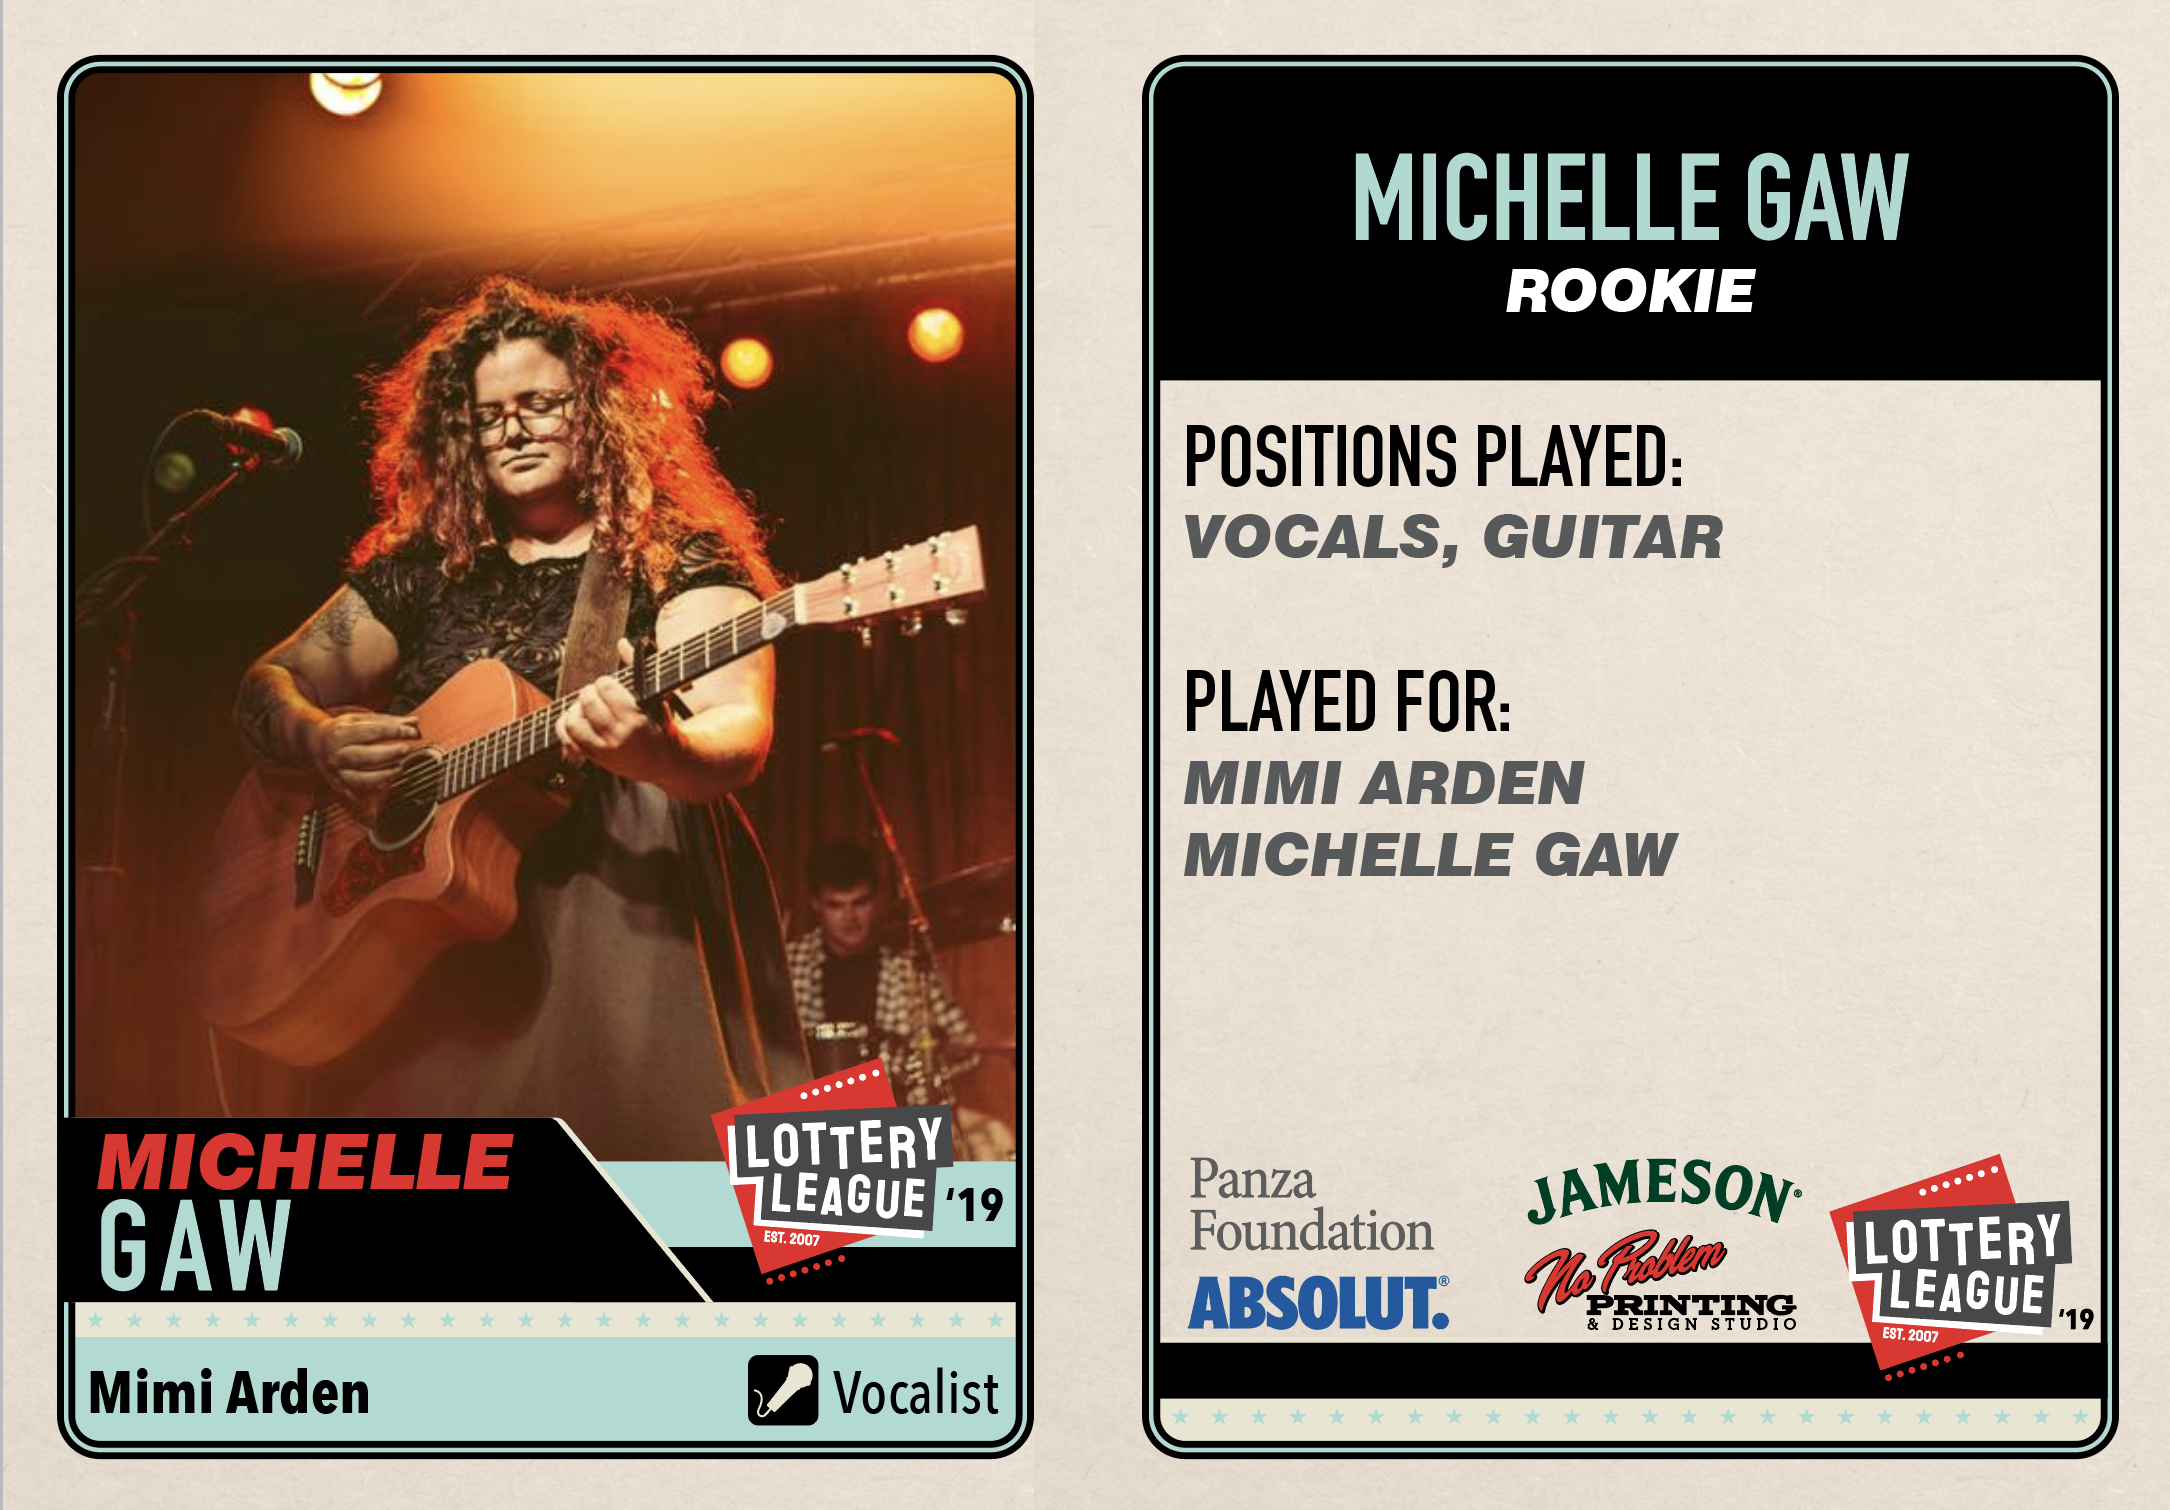 MICHELLE
GAW
LOTTERY
LEAGUE
'19
EST. 2007
Mimi Arden
Vocalist
MICHELLE GAW
ROOKIE
POSITIONS PLAYED:
VOCALS, GUITAR
PLAYED FOR:
MIMI ARDEN
MICHELLE GAW
Panza
Foundation
ABSOLUT.®
JAMESON®
No Problem
PRINTING
& DESIGN STUDIO
LOTTERY
LEAGUE
'19
EST. 2007